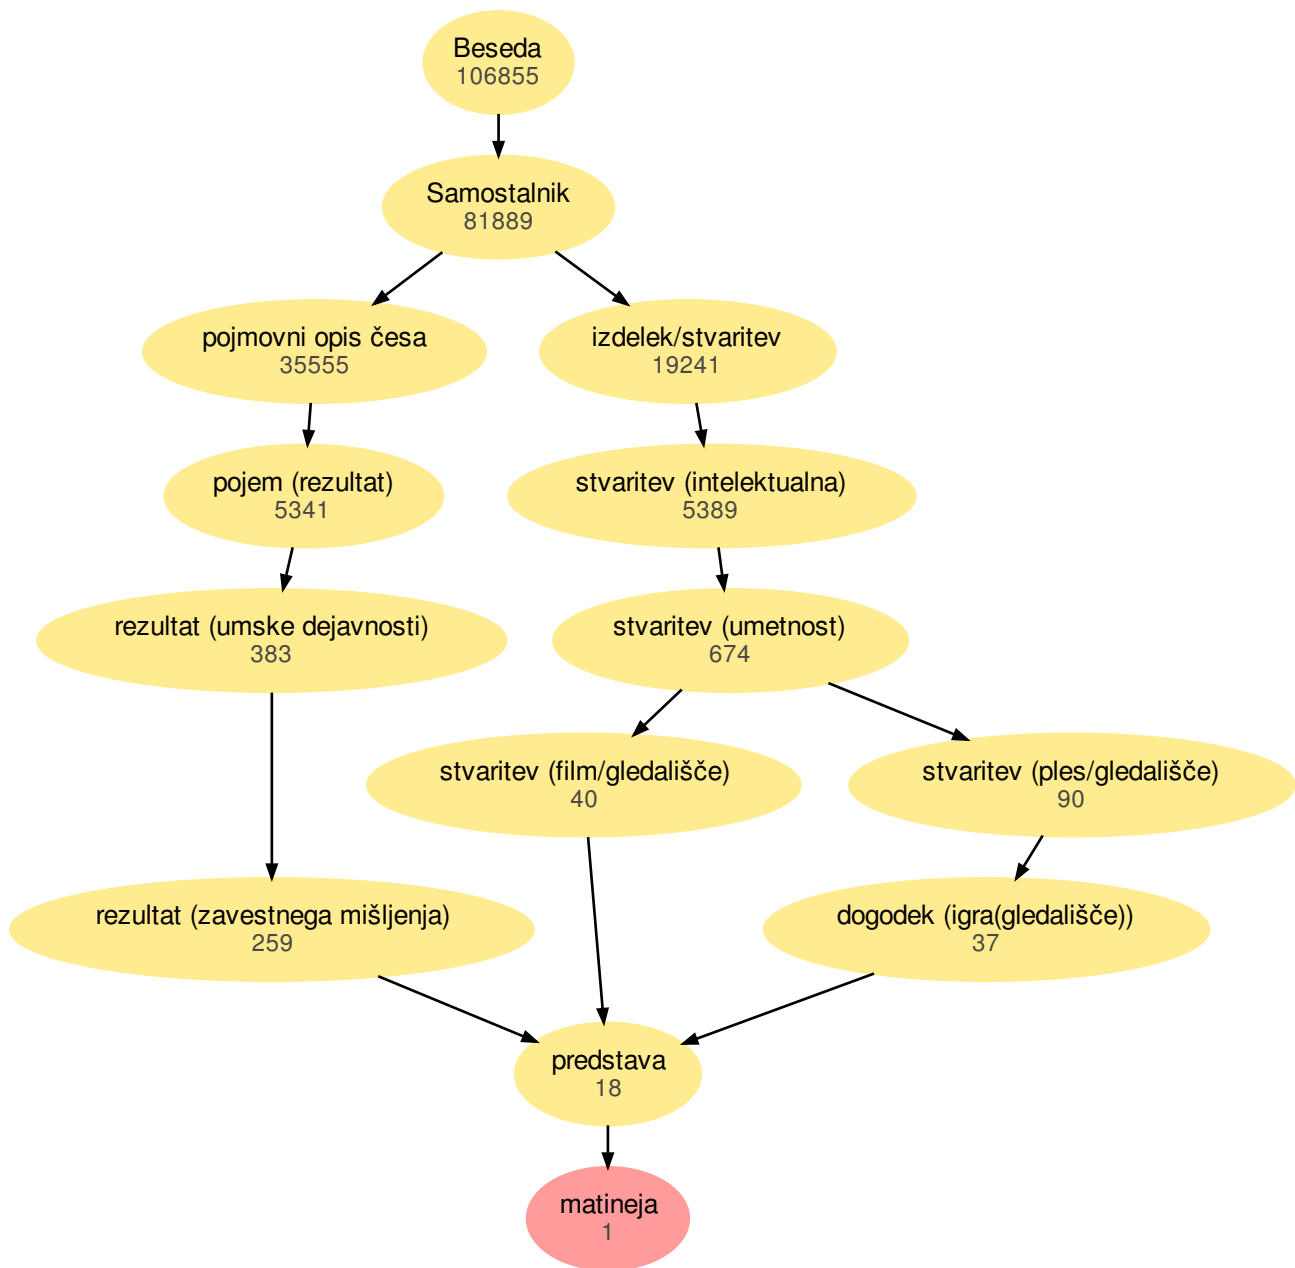 Beseda
106855
Samostalnik
81889
pojmovni opis česa
35555
izdelek/stvaritev
19241
pojem (rezultat)
5341
stvaritev (intelektualna)
5389
rezultat (umske dejavnosti)
383
stvaritev (umetnost)
674
stvaritev (film/gledališče)
40
stvaritev (ples/gledališče)
90
rezultat (zavestnega mišljenja)
259
dogodek (igra(gledališče))
37
predstava
18
matineja
1